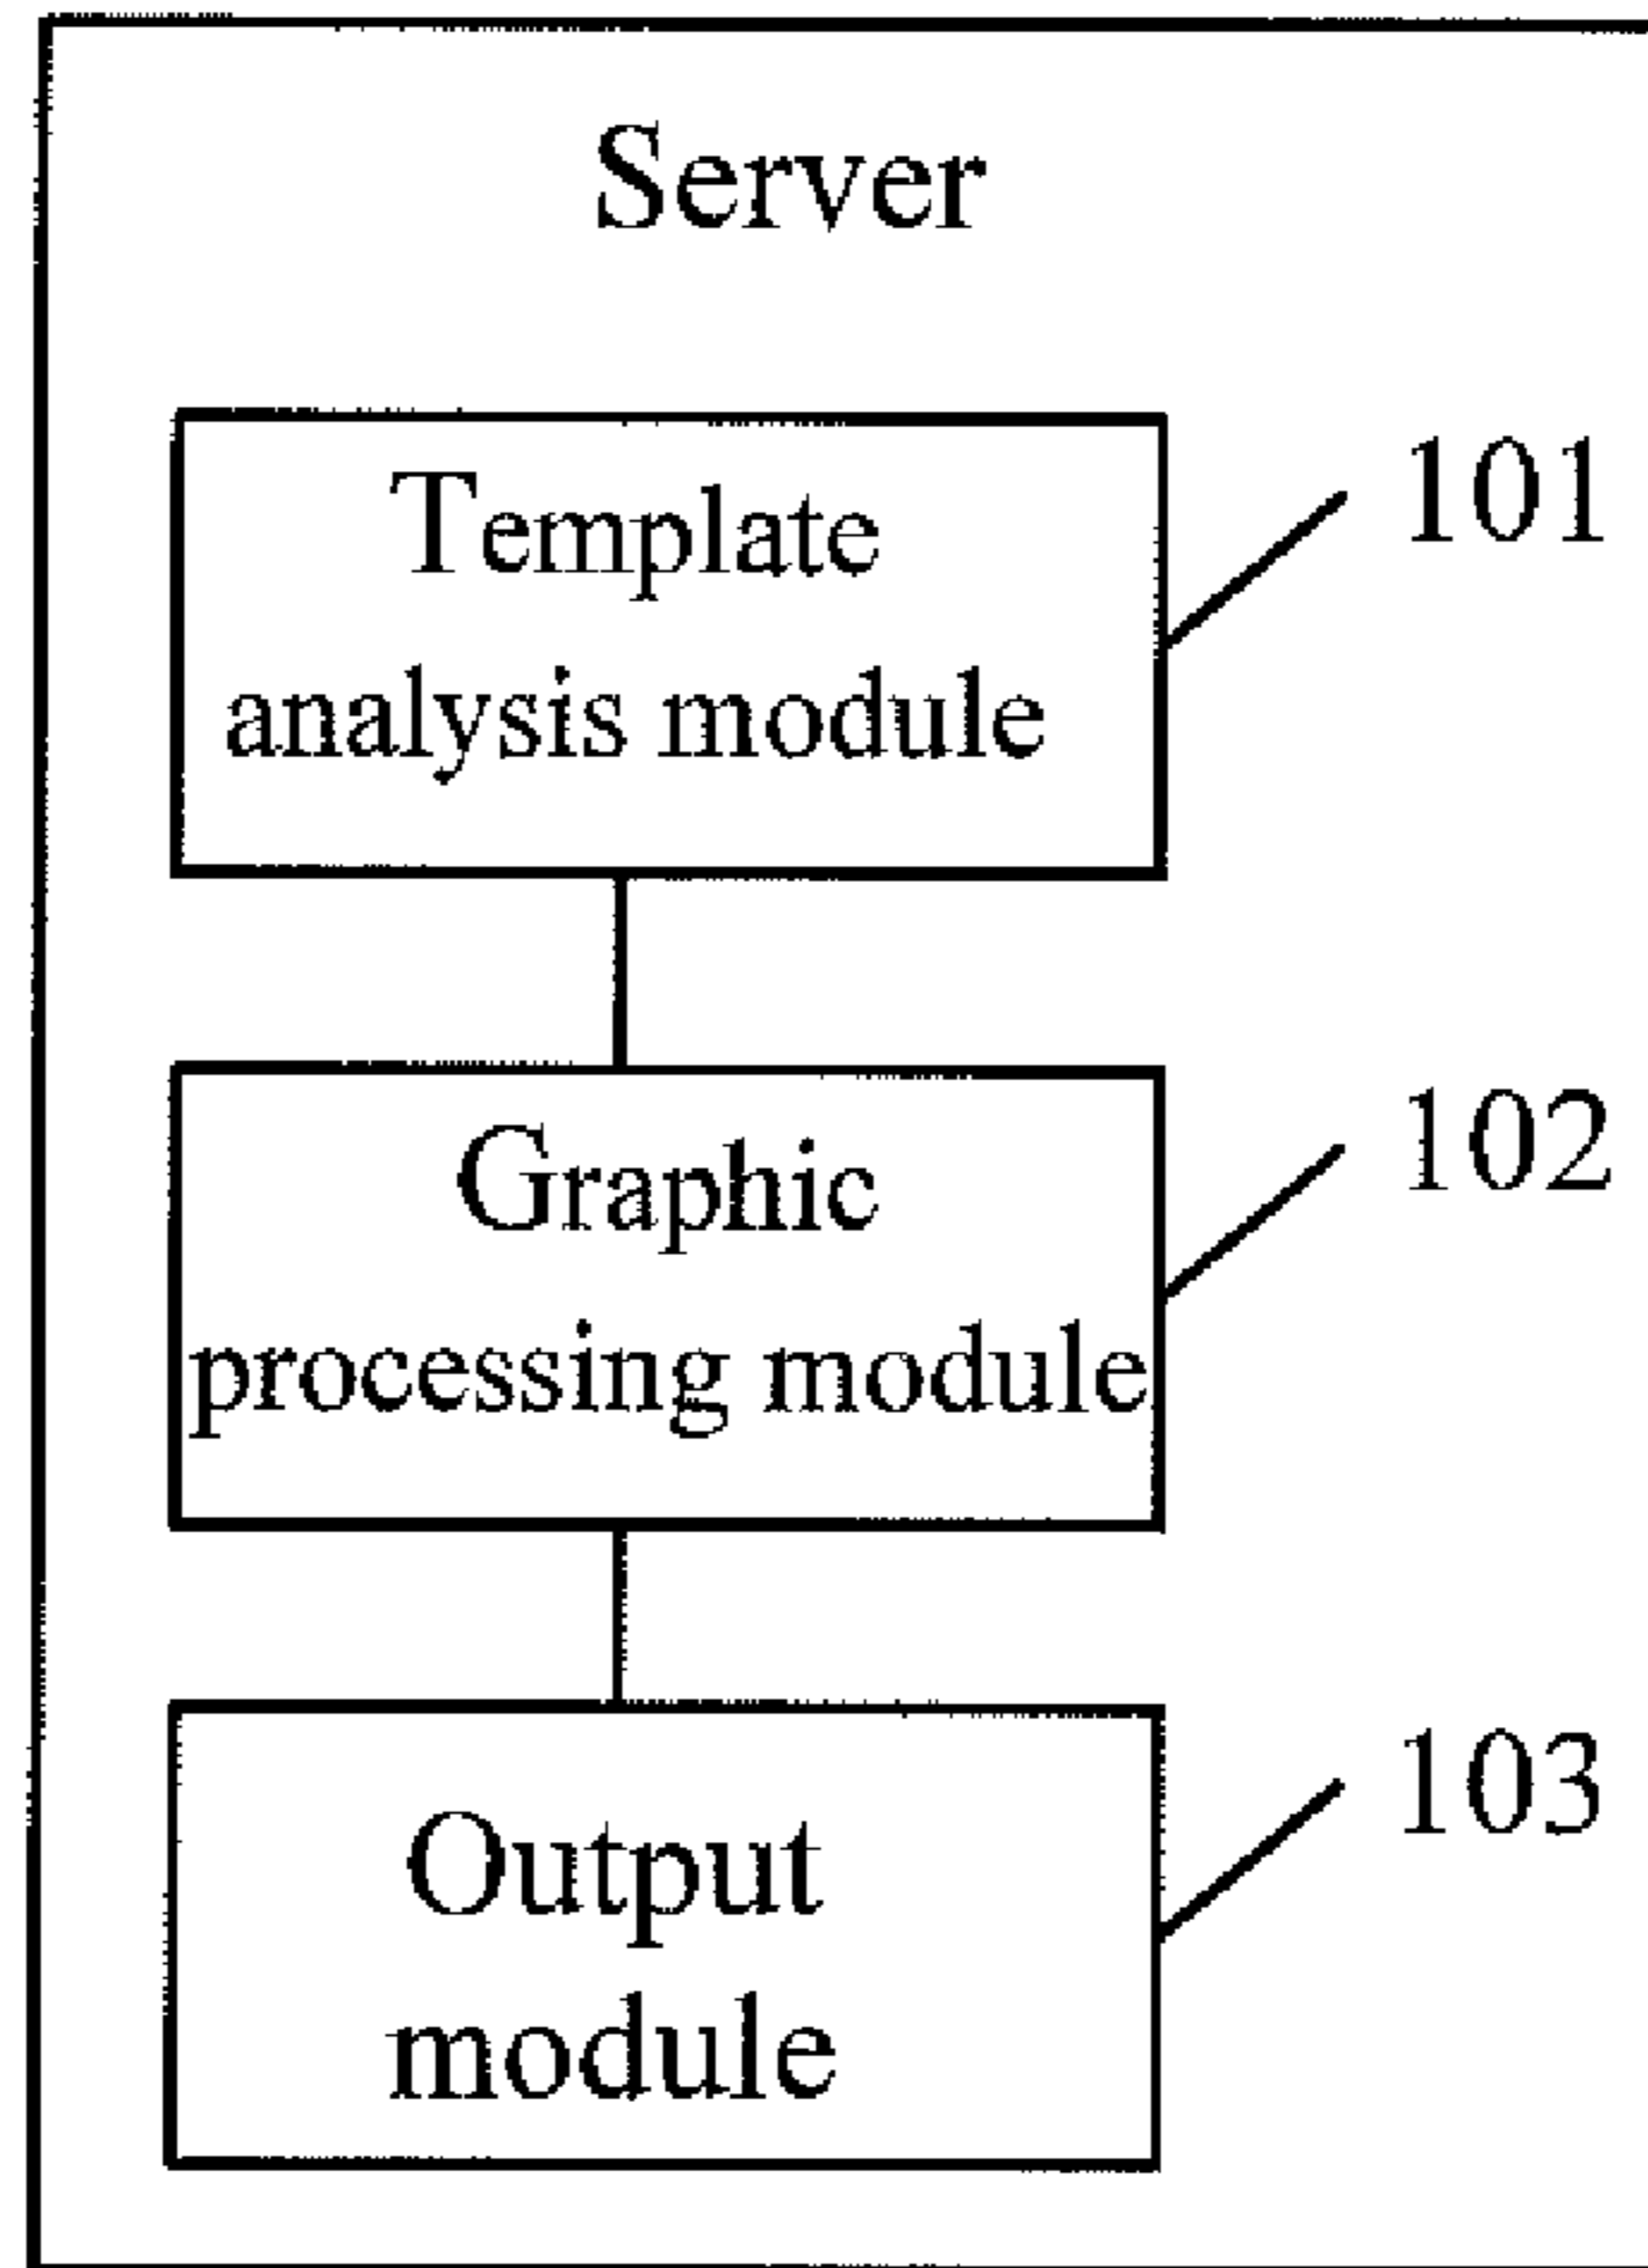 Server
Template
analysis module
101
Graphic
processing module
102
Output
module
103